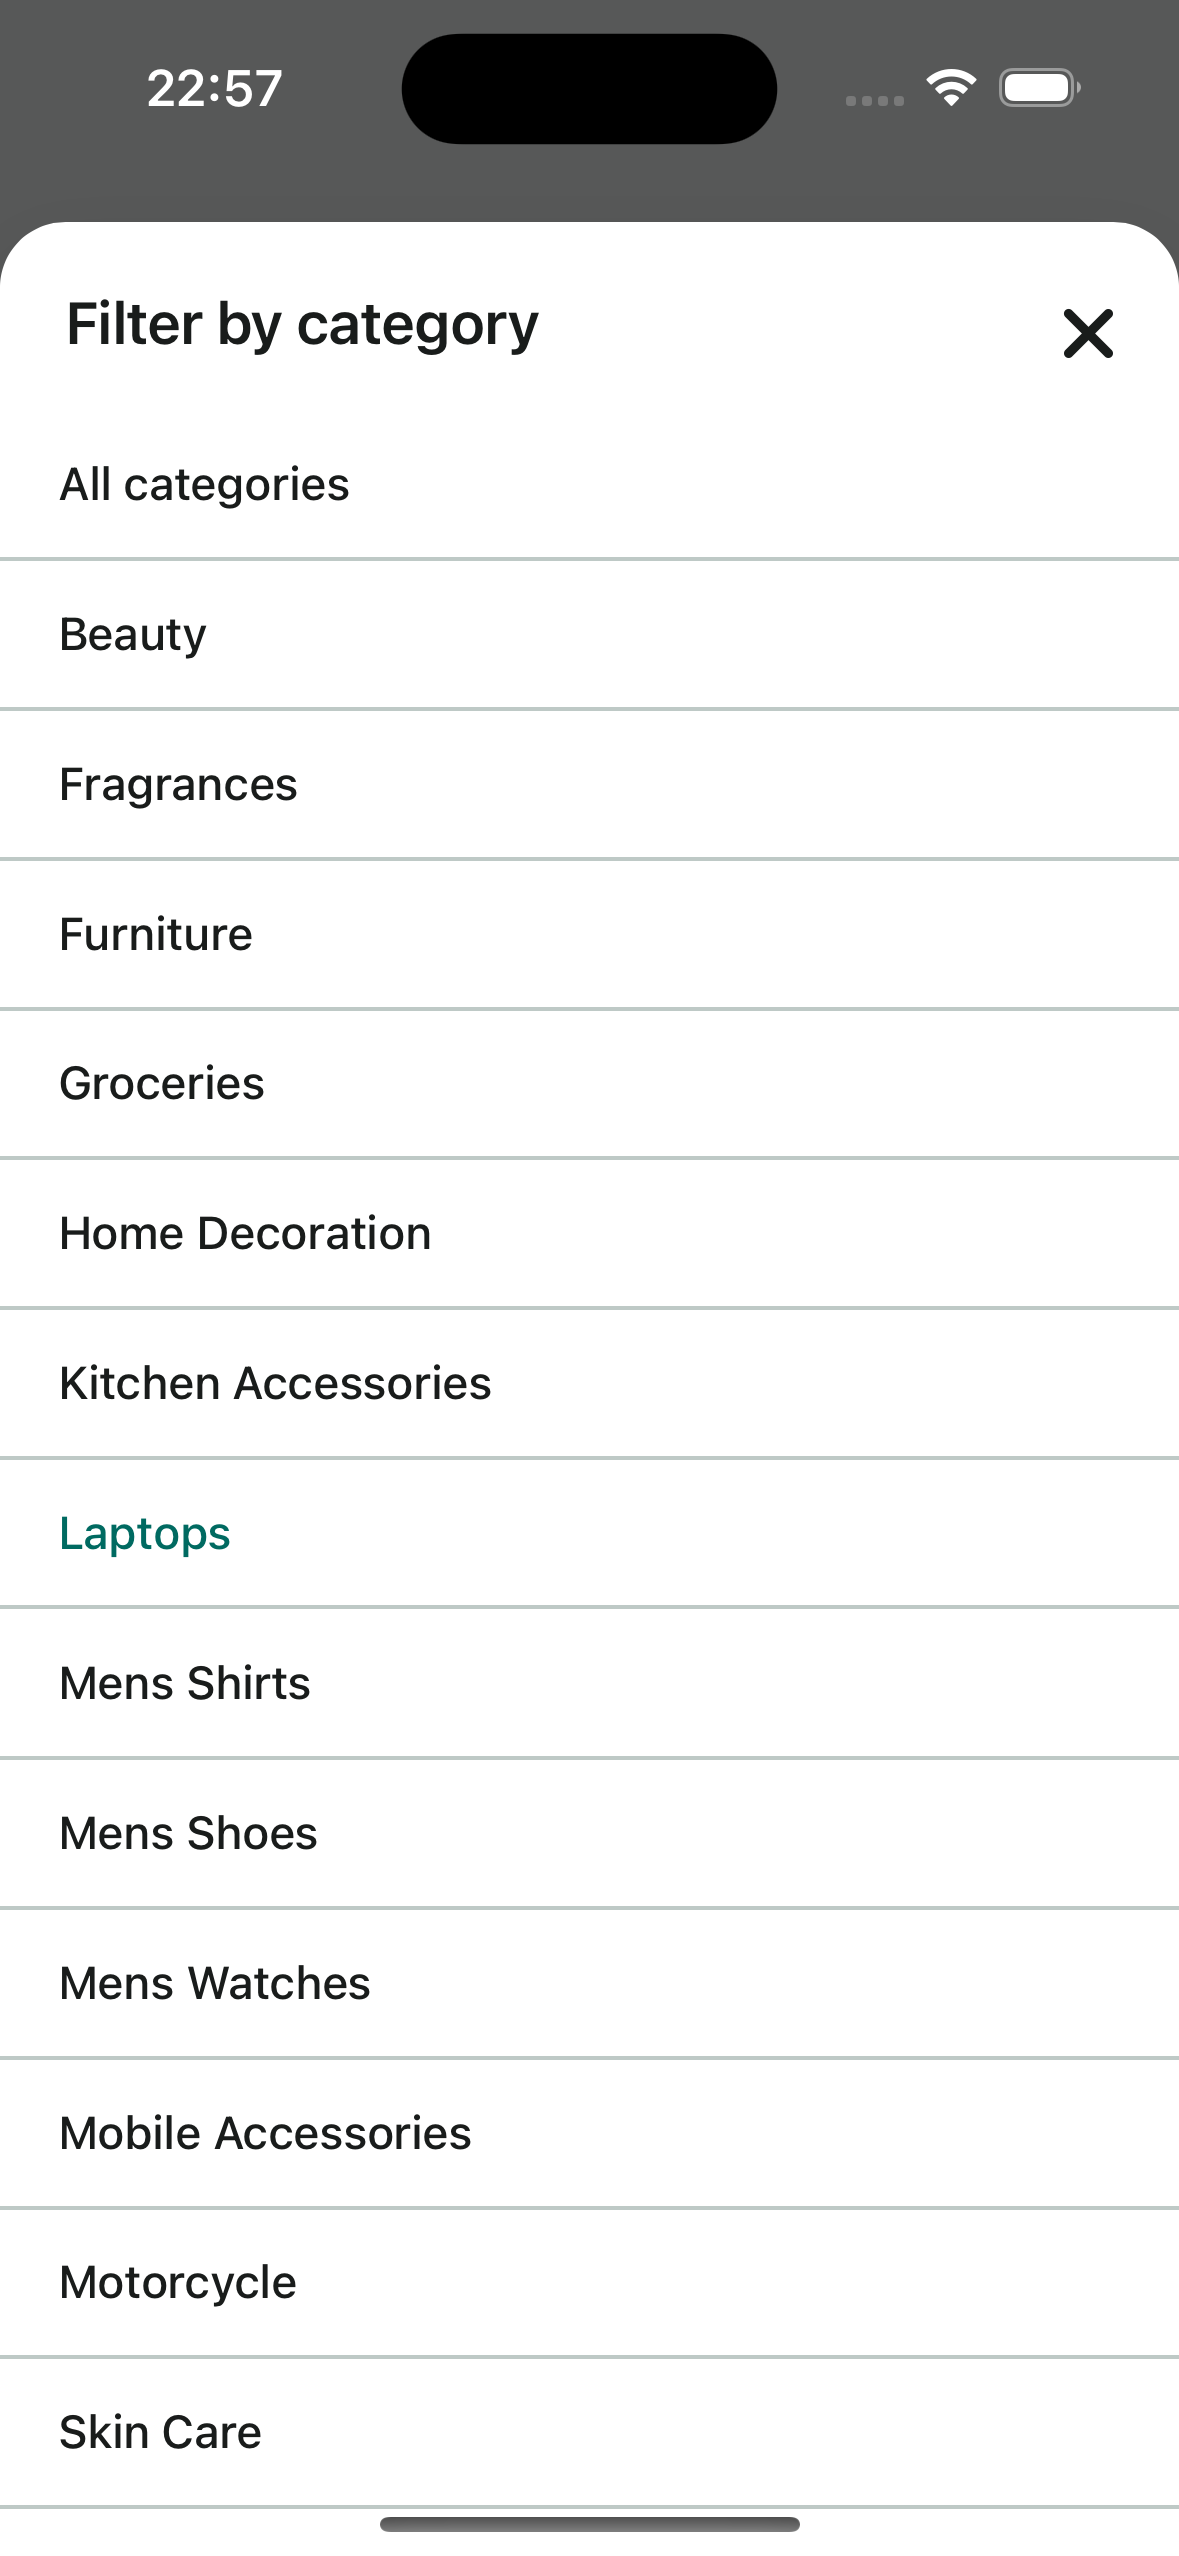 22:57
Filter by category
All categories
Beauty
Fragrances
Furniture
Groceries
Home Decoration
Kitchen Accessories
Laptops
Mens Shirts
Mens Shoes
Mens Watches
Mobile Accessories
Motorcycle
Skin Care